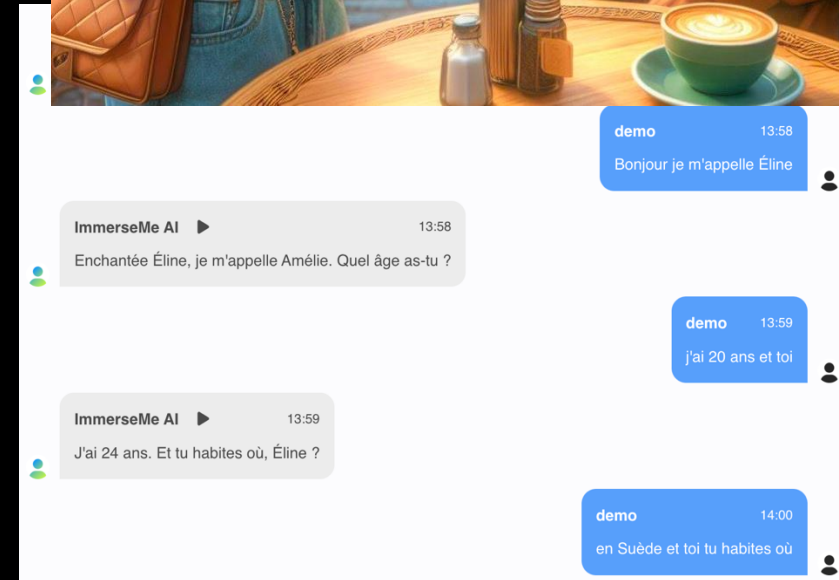 demo 13:58
Bonjour je m'appelle Éline
ImmerseMe AI 13:58
Enchantée Éline, je m'appelle Amélie. Quel âge as-tu ?
demo 13:59
j'ai 20 ans et toi
ImmerseMe AI 13:59
J'ai 24 ans. Et tu habites où, Éline ?
demo 14:00
en Suède et toi tu habites où